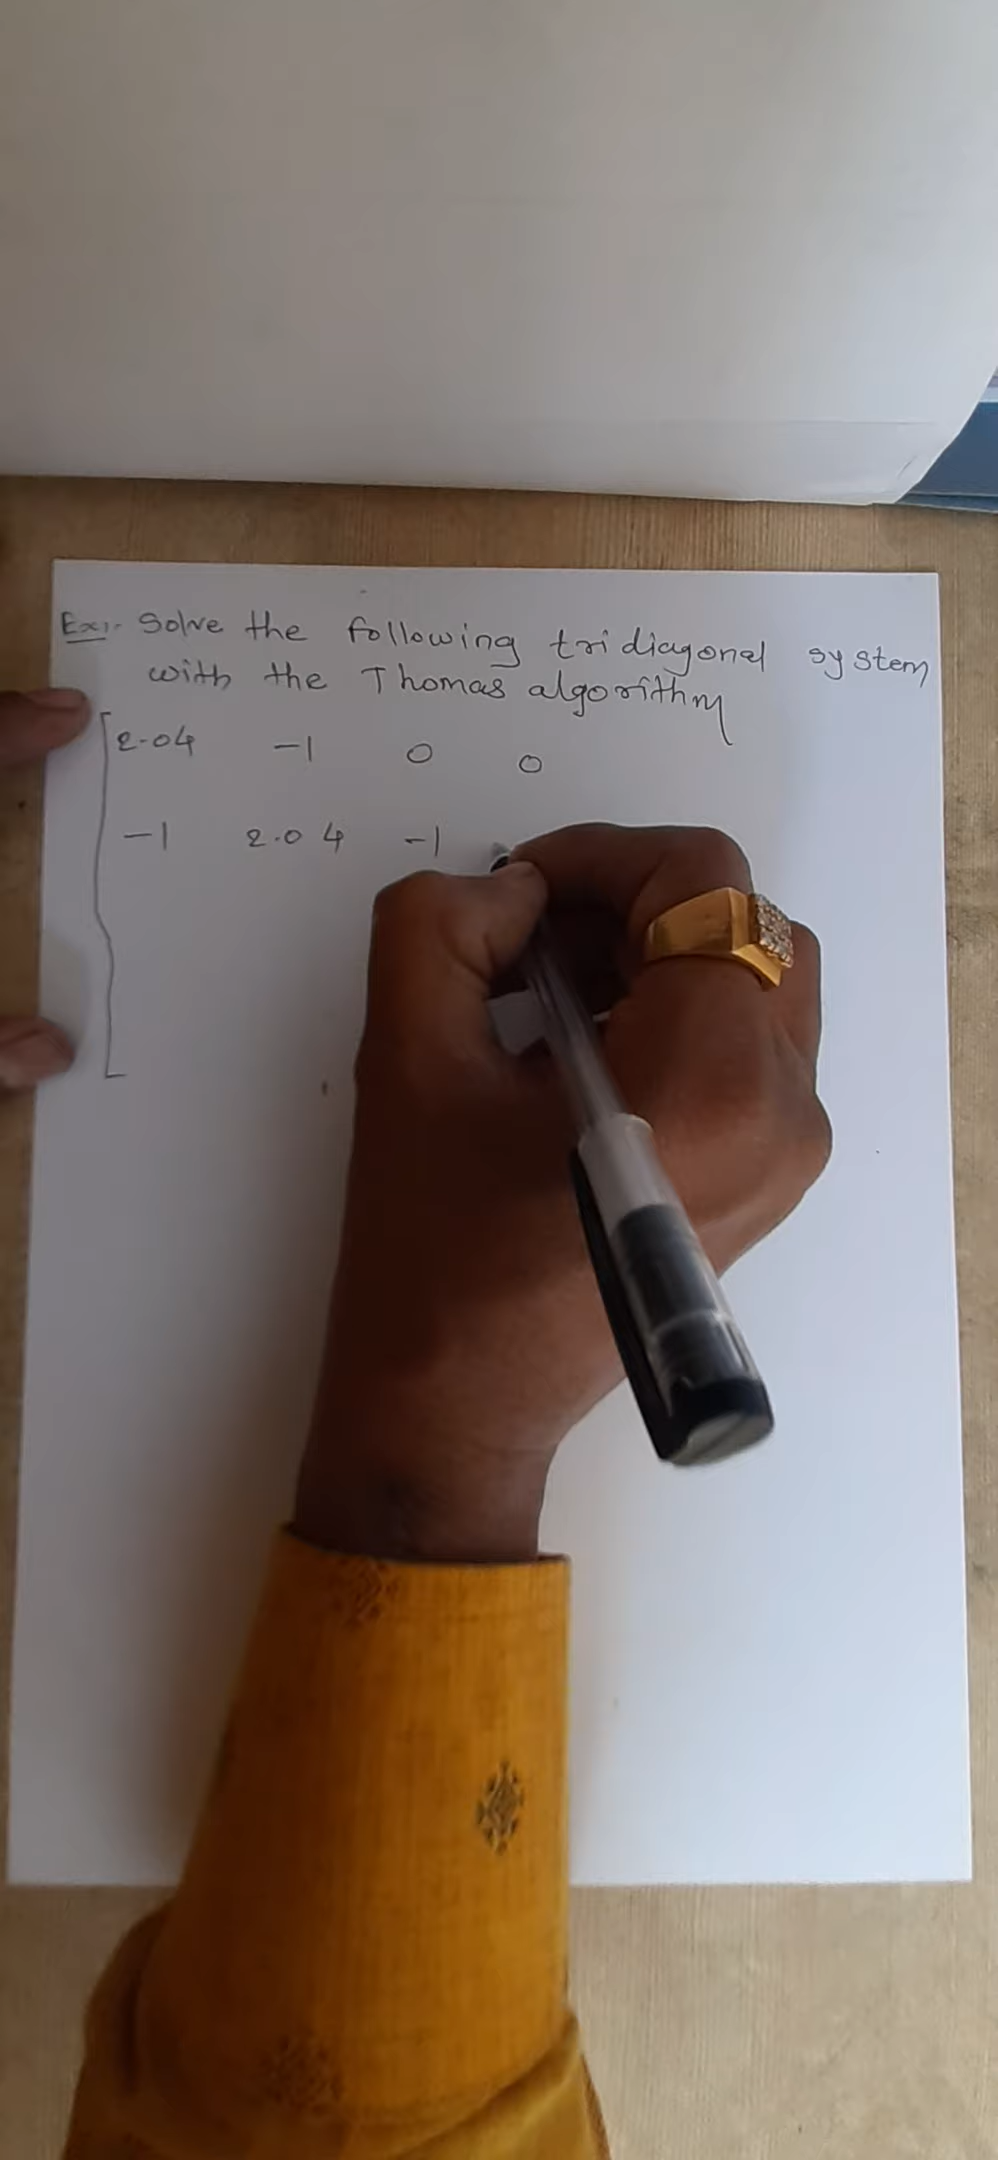 Ex:- Solve the following tridiagonal system
with the Thomas algorithm
2.04 -1 0 0
-1 2.04 -1